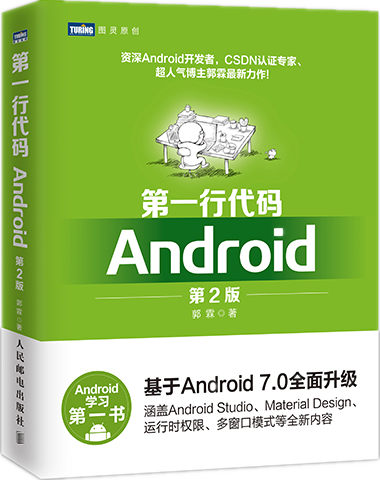 TURING
图灵原创
资深Android开发者，CSDN认证专家、
超人气博主郭霖最新力作！
第一行代码
Android
第2版
郭霖◎著
Android
学习
第一书
基于Android 7.0全面升级
涵盖Android Studio、Material Design、
运行时权限、多窗口模式等全新内容
第一行代码 Android
第2版
郭霖◎著
人民邮电出版社